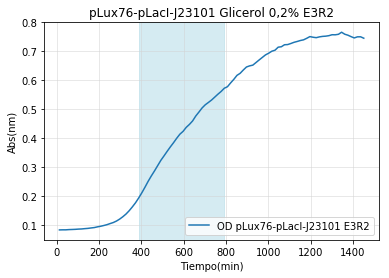 pLux76-pLacI-J23101 Glicerol 0,2% E3R2
Abs(nm)
0.8
0.7
0.6
0.5
0.4
0.3
0.2
0.1
OD pLux76-pLacI-J23101 E3R2
0 200 400 600 800 1000 1200 1400
Tiempo(min)